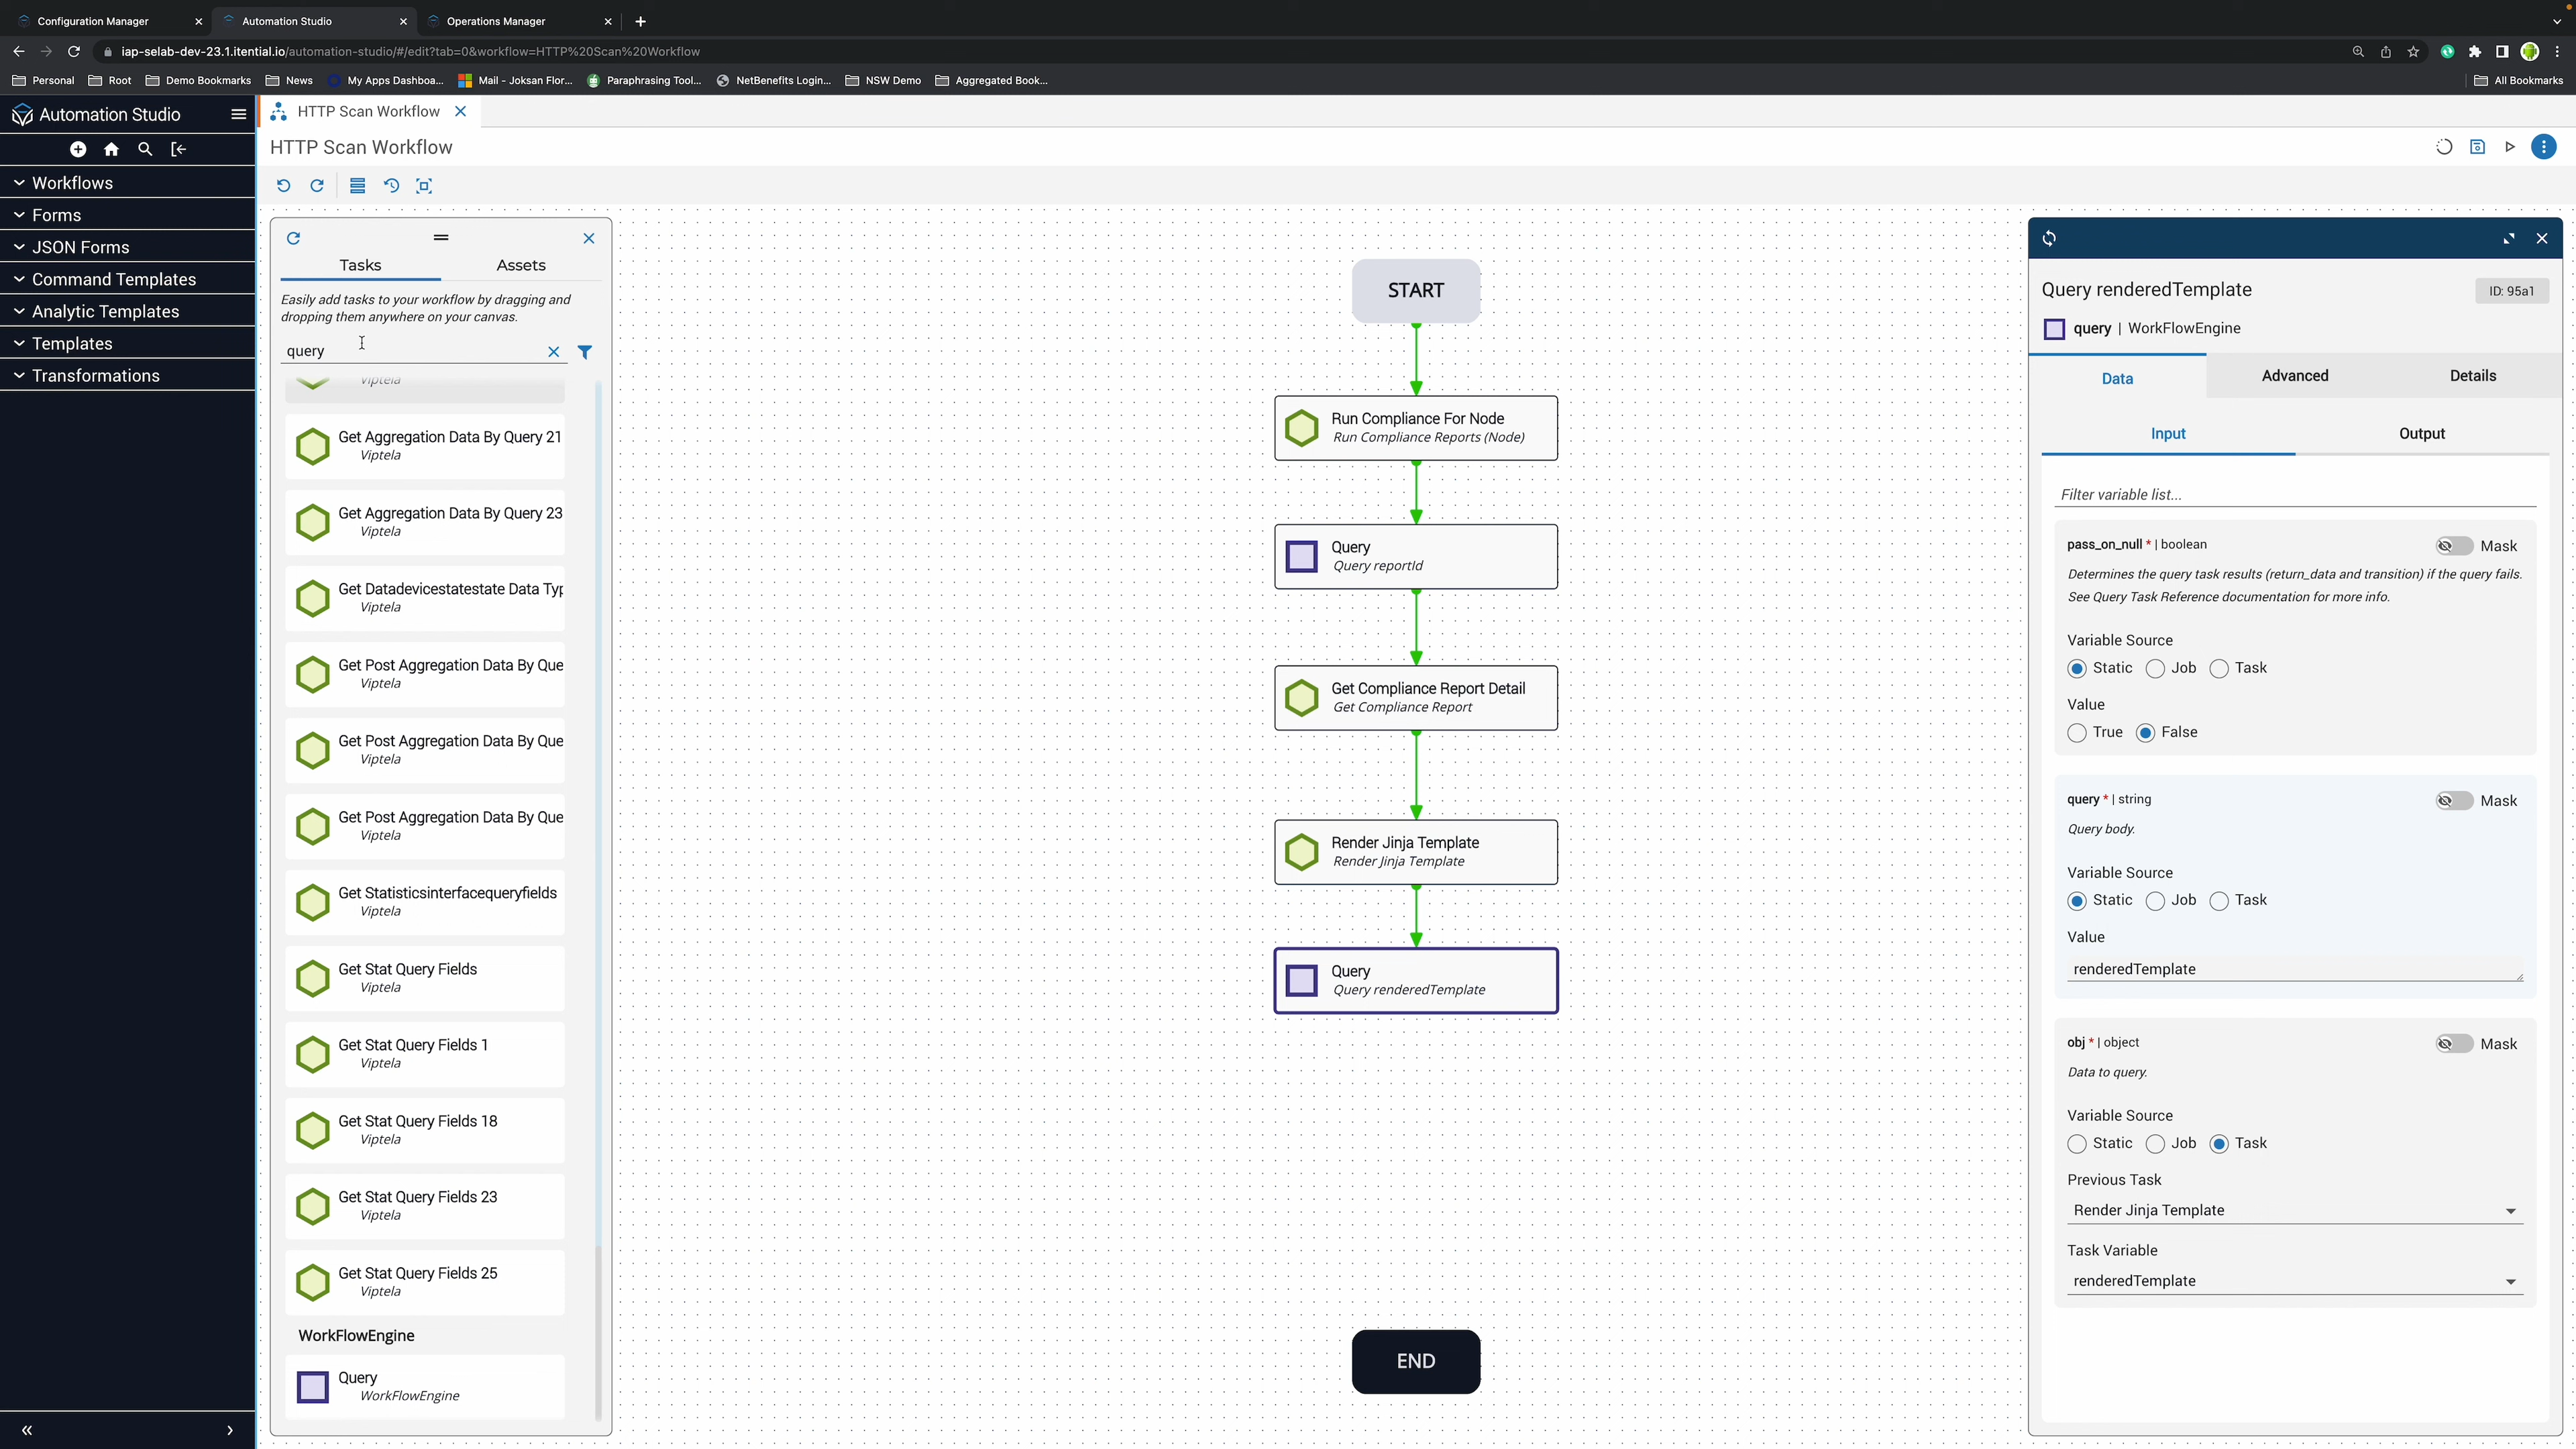 Configuration Manager
Automation Studio
Operations Manager
iap-selab-dev-23.1.itential.io/automation-studio/#/edit?tab=0&workflow=HTTP%20Scan%20Workflow
Personal
Root
Demo Bookmarks
News
My Apps Dashboa...
Mail - Joksan Flor...
Paraphrasing Tool...
NetBenefits Login...
NSW Demo
Aggregated Book...
All Bookmarks
Automation Studio
Workflows
Forms
JSON Forms
Command Templates
Analytic Templates
Templates
Transformations
HTTP Scan Workflow
HTTP Scan Workflow
Tasks
Assets
Easily add tasks to your workflow by dragging and
dropping them anywhere on your canvas.
query
Viptela
Get Aggregation Data By Query 21
Viptela
Get Aggregation Data By Query 23
Viptela
Get Datadevicestatestate Data Typ
Viptela
Get Post Aggregation Data By Que
Viptela
Get Post Aggregation Data By Que
Viptela
Get Post Aggregation Data By Que
Viptela
Get Statisticsinterfacequeryfields
Viptela
Get Stat Query Fields
Viptela
Get Stat Query Fields 1
Viptela
Get Stat Query Fields 18
Viptela
Get Stat Query Fields 23
Viptela
Get Stat Query Fields 25
Viptela
WorkFlowEngine
Query
WorkFlowEngine
START
Run Compliance For Node
Run Compliance Reports (Node)
Query
Query reportId
Get Compliance Report Detail
Get Compliance Report
Render Jinja Template
Render Jinja Template
Query
Query renderedTemplate
END
Query renderedTemplate
ID: 95a1
query | WorkFlowEngine
Data
Advanced
Details
Input
Output
Filter variable list...
pass_on_null * | boolean
Mask
Determines the query task results (return_data and transition) if the query fails.
See Query Task Reference documentation for more info.
Variable Source
Static Job Task
Value
True False
query * | string
Mask
Query body.
Variable Source
Static Job Task
Value
renderedTemplate
obj * | object
Mask
Data to query.
Variable Source
Static Job Task
Previous Task
Render Jinja Template
Task Variable
renderedTemplate